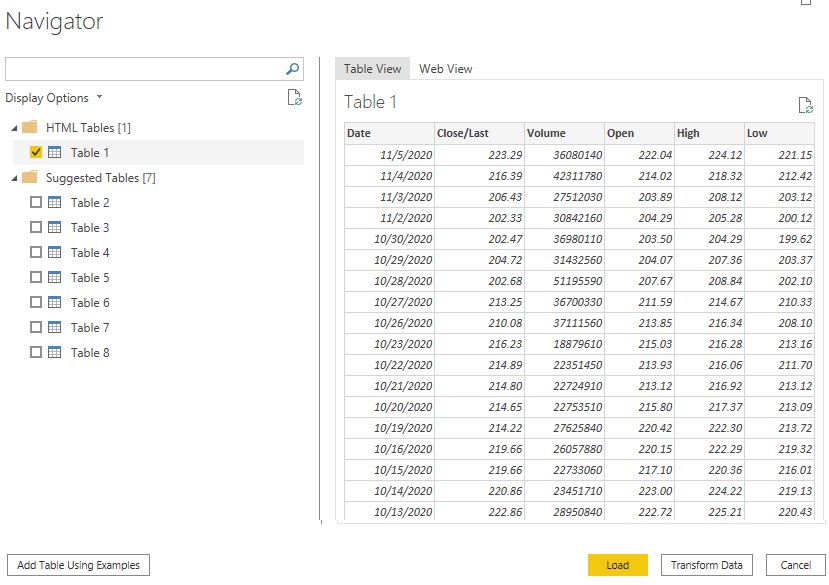 Navigator
Display Options
HTML Tables [1]
Table 1
Suggested Tables [7]
Table 2
Table 3
Table 4
Table 5
Table 6
Table 7
Table 8
Table View Web View
Table 1
Date Close/Last Volume Open High Low
11/5/2020 223.29 36080140 222.04 224.12 221.15
11/4/2020 216.39 42311780 214.02 218.32 212.42
11/3/2020 206.43 27512030 203.89 208.12 203.12
11/2/2020 202.33 30842160 204.29 205.28 200.12
10/30/2020 202.47 36980110 203.50 204.29 199.62
10/29/2020 204.72 31432560 204.07 207.36 203.37
10/28/2020 202.68 51195590 207.67 208.84 202.10
10/27/2020 213.25 36700330 211.59 214.67 210.33
10/26/2020 210.08 37111560 213.85 216.34 208.10
10/23/2020 216.23 18879610 215.03 216.28 213.16
10/22/2020 214.89 22351450 213.93 216.06 211.70
10/21/2020 214.80 22724910 213.12 216.92 213.12
10/20/2020 214.65 22753510 215.80 217.37 213.09
10/19/2020 214.22 27625840 220.42 222.30 213.72
10/16/2020 219.66 26057880 220.15 222.29 219.32
10/15/2020 219.66 22733060 217.10 220.36 216.01
10/14/2020 220.86 23451710 223.00 224.22 219.13
10/13/2020 222.86 28950840 222.72 225.21 220.43
Add Table Using Examples
Load Transform Data Cancel